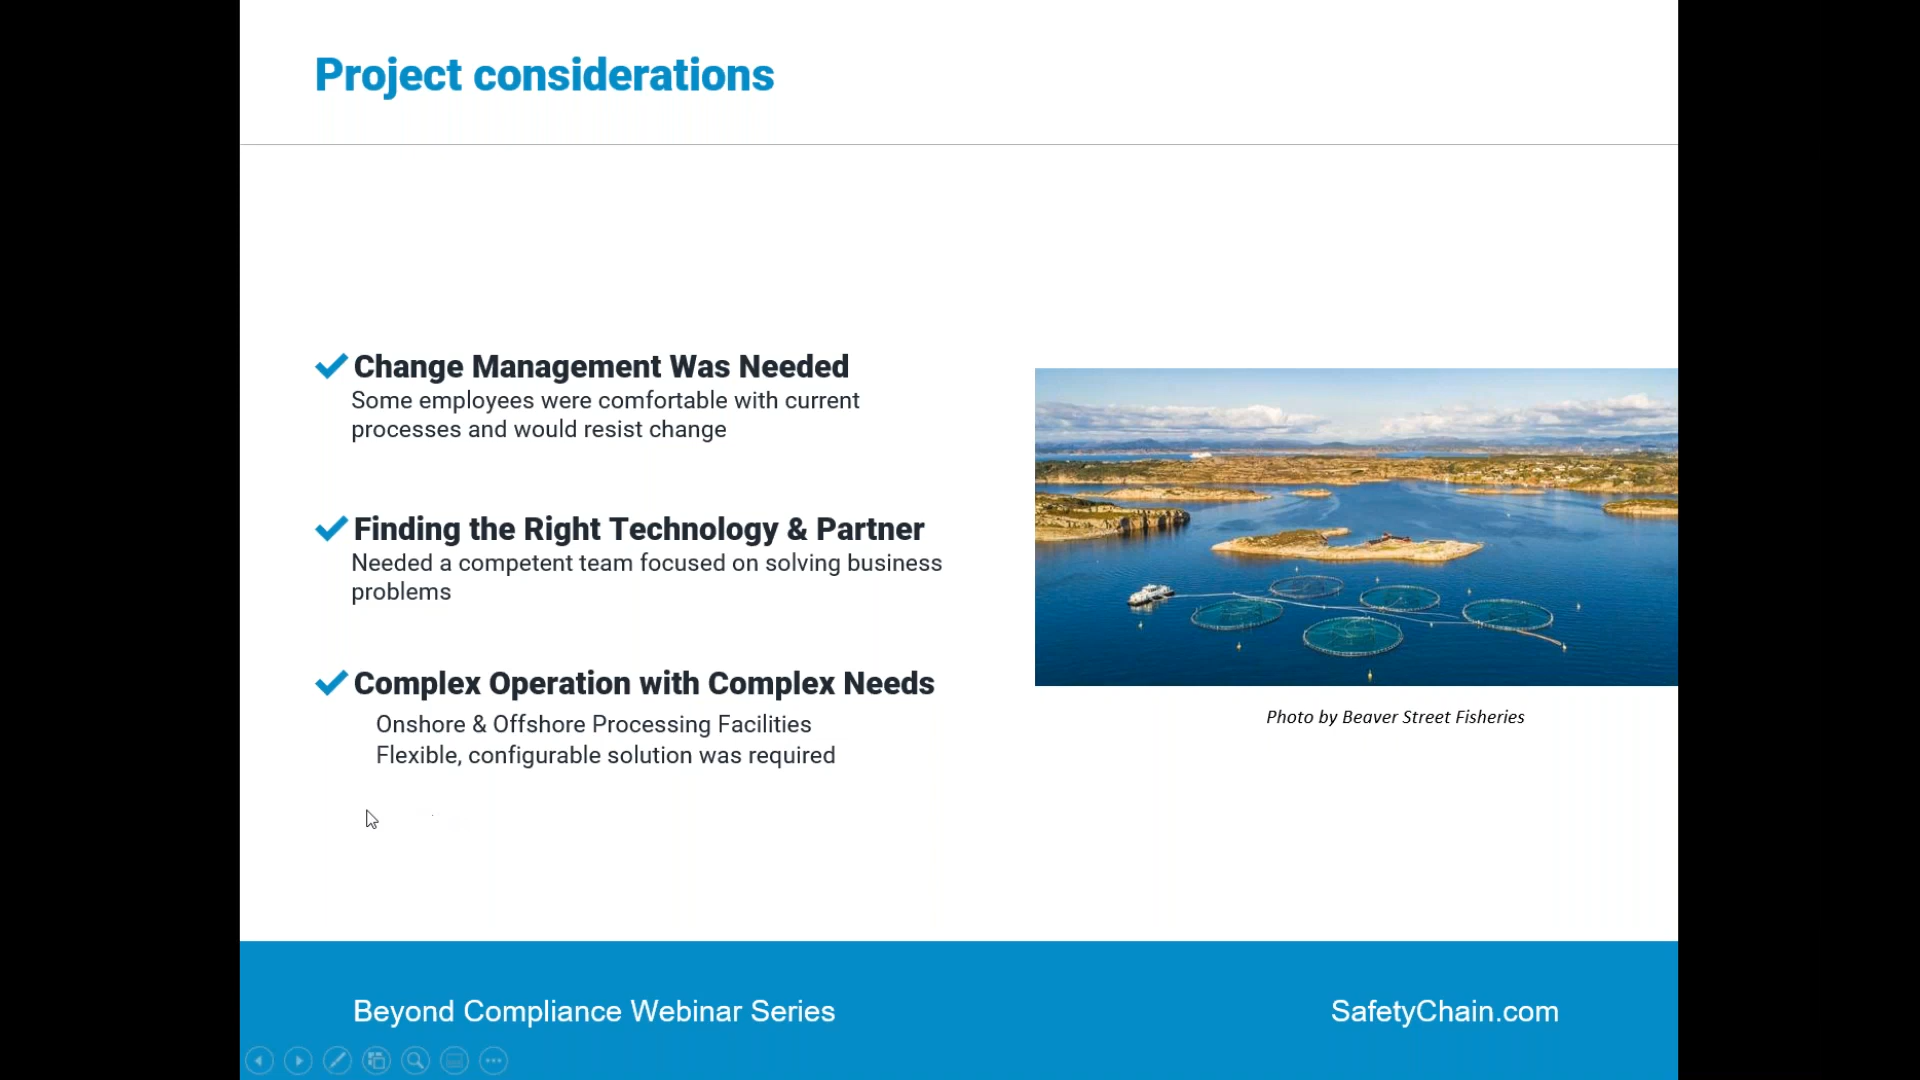 Project considerations
Change Management Was Needed
Some employees were comfortable with current
processes and would resist change
Finding the Right Technology & Partner
Needed a competent team focused on solving business
problems
Complex Operation with Complex Needs
Onshore & Offshore Processing Facilities
Flexible, configurable solution was required
Photo by Beaver Street Fisheries
Beyond Compliance Webinar Series
SafetyChain.com